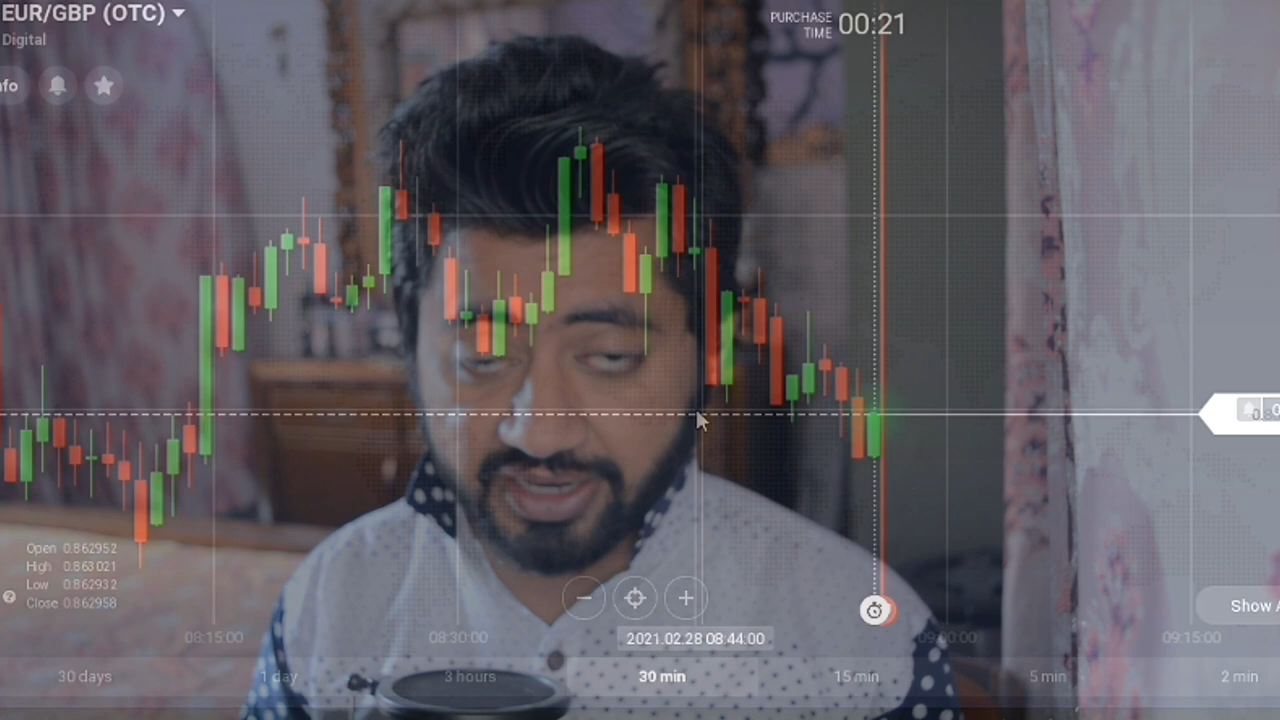 EUR/GBP (OTC)
Digital
PURCHASE
TIME 00:21
nfo
Open 0.862952
High 0.863021
Low 0.862932
Close 0.862958
08:15:00 08:30:00 2021.02.28 08:44:00 09:00:00 09:15:00
Show
30 days 1 day 3 hours 30 min 15 min 5 min 2 min